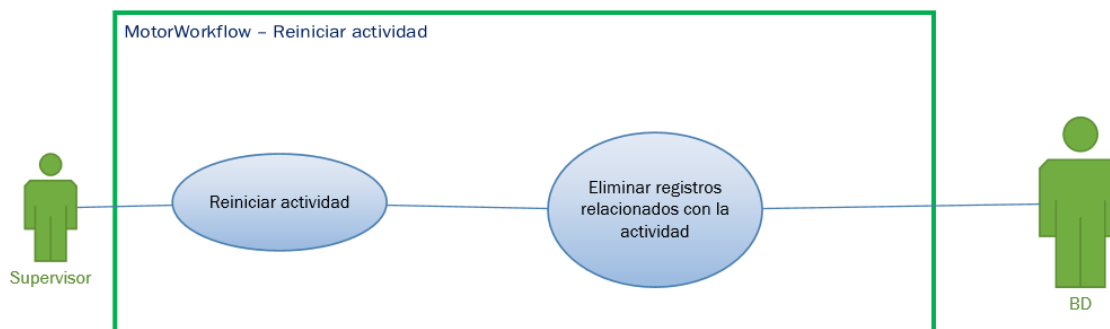 MotorWorkflow – Reiniciar actividad
Reiniciar actividad
Eliminar registros
relacionados con la
actividad
Supervisor
BD